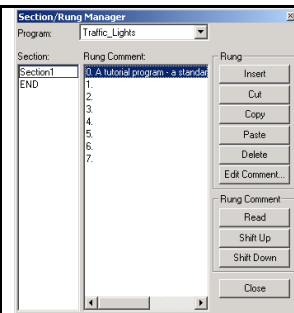 Section/Rung Manager
Program: Traffic_Lights
Section: Rung Comment: Rung
Section1
END
0. A tutorial program - a standar
1.
2.
3.
4.
5.
6.
7.
Insert
Cut
Copy
Paste
Delete
Edit Comment...
Rung Comment
Read
Shift Up
Shift Down
Close